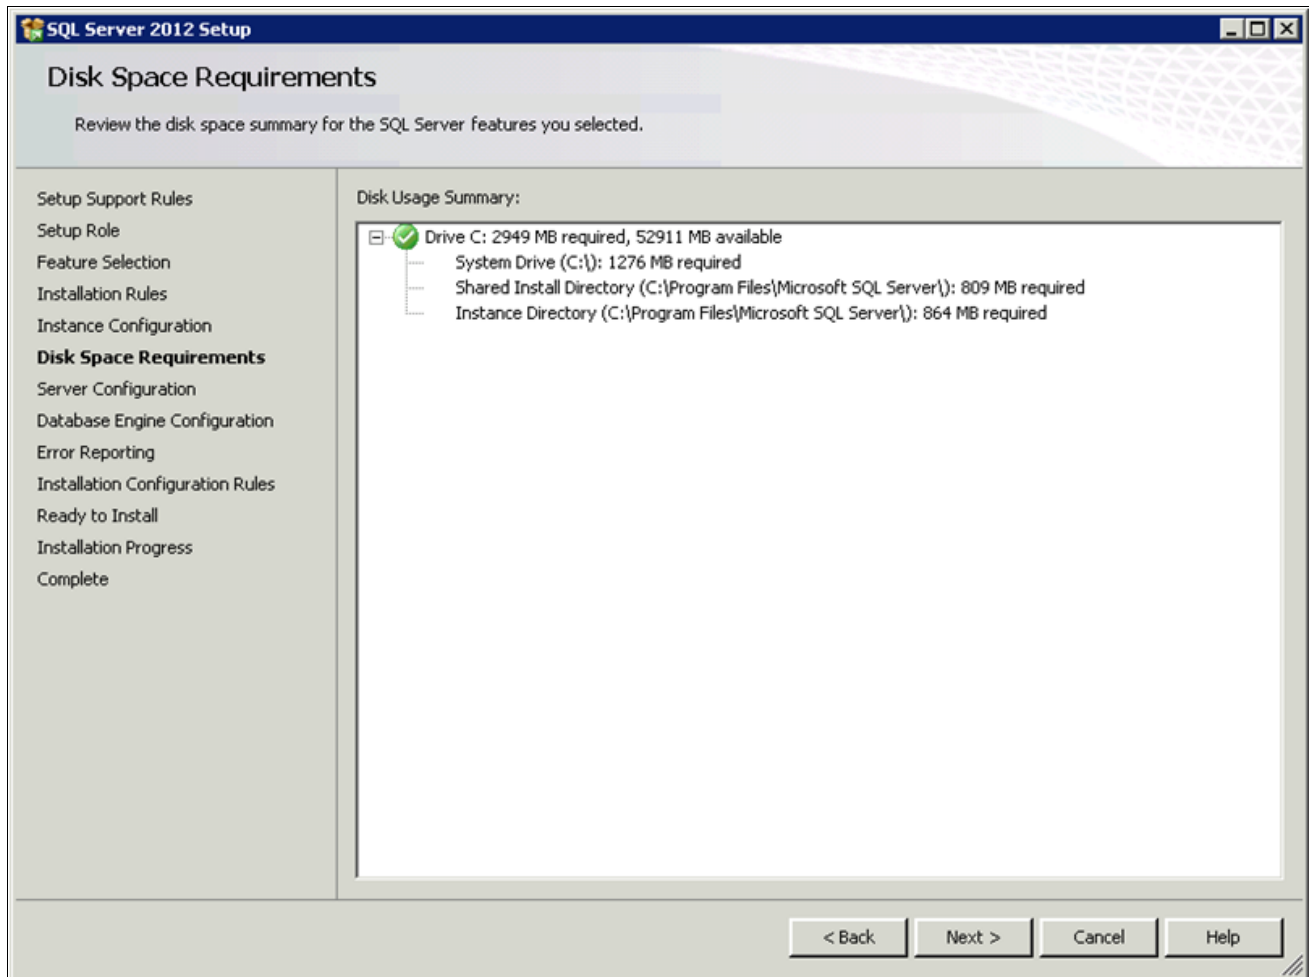 SQL Server 2012 Setup
Disk Space Requirements
Review the disk space summary for the SQL Server features you selected.
Setup Support Rules
Setup Role
Feature Selection
Installation Rules
Instance Configuration
Disk Space Requirements
Server Configuration
Database Engine Configuration
Error Reporting
Installation Configuration Rules
Ready to Install
Installation Progress
Complete
Disk Usage Summary:
Drive C: 2949 MB required, 52911 MB available
System Drive (C:\): 1276 MB required
Shared Install Directory (C:\Program Files\Microsoft SQL Server\): 809 MB required
Instance Directory (C:\Program Files\Microsoft SQL Server\): 864 MB required
< Back
Next >
Cancel
Help